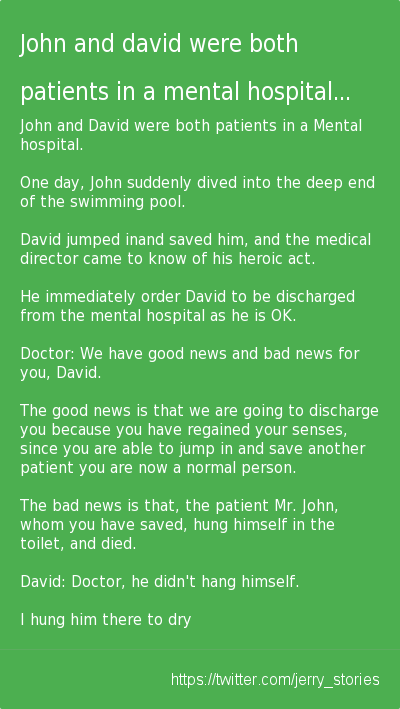 John and david were both
patients in a mental hospital...
John and David were both patients in a Mental
hospital.
One day, John suddenly dived into the deep end
of the swimming pool.
David jumped inand saved him, and the medical
director came to know of his heroic act.
He immediately order David to be discharged
from the mental hospital as he is OK.
Doctor: We have good news and bad news for
you, David.
The good news is that we are going to discharge
you because you have regained your senses,
since you are able to jump in and save another
patient you are now a normal person.
The bad news is that, the patient Mr. John,
whom you have saved, hung himself in the
toilet, and died.
David: Doctor, he didn't hang himself.
I hung him there to dry
https://twitter.com/jerry_stories